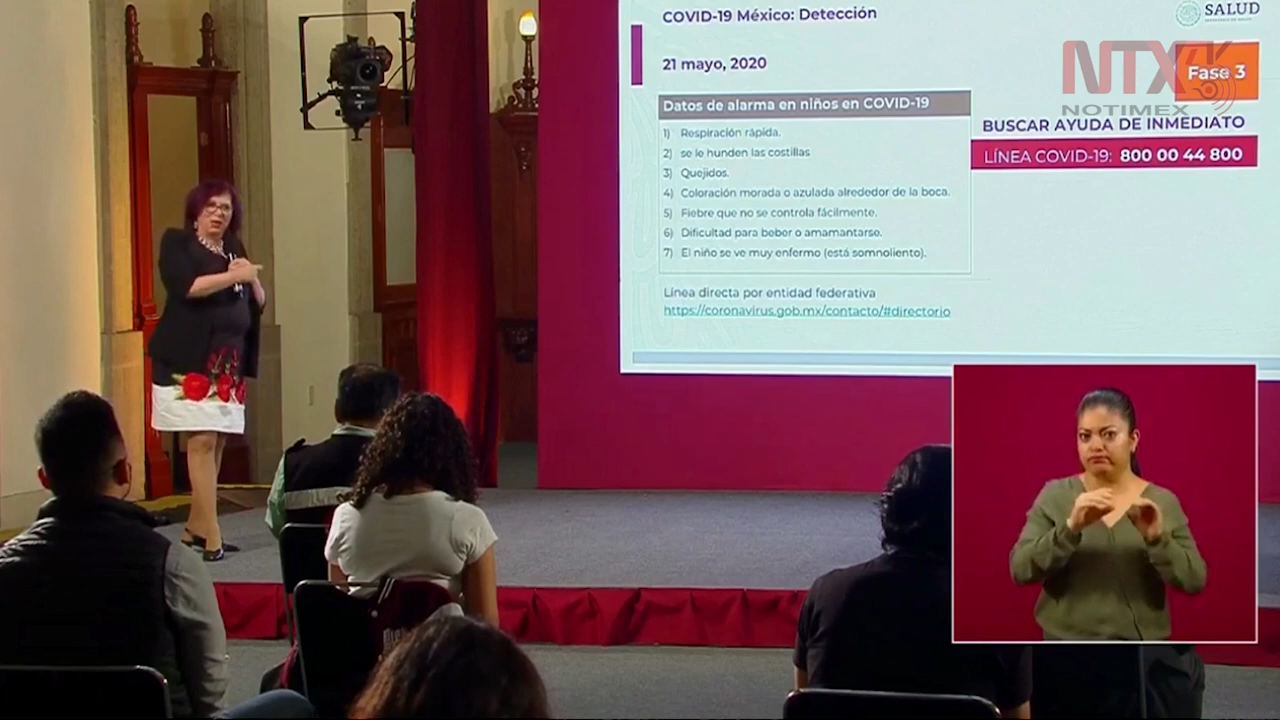 COVID-19 México: Detección
SALUD
SECRETARÍA DE SALUD
21 mayo, 2020
NTX
Fase 3
NOTIMEX
Datos de alarma en niños en COVID-19
BUSCAR AYUDA DE INMEDIATO
LÍNEA COVID-19: 800 00 44 800
1) Respiración rápida.
2) se le hunden las costillas
3) Quejidos.
4) Coloración morada o azulada alrededor de la boca.
5) Fiebre que no se controla fácilmente.
6) Dificultad para beber o amamantarse.
7) El niño se ve muy enfermo (está somnoliento).
Línea directa por entidad federativa
https://coronavirus.gob.mx/contacto/#directorio